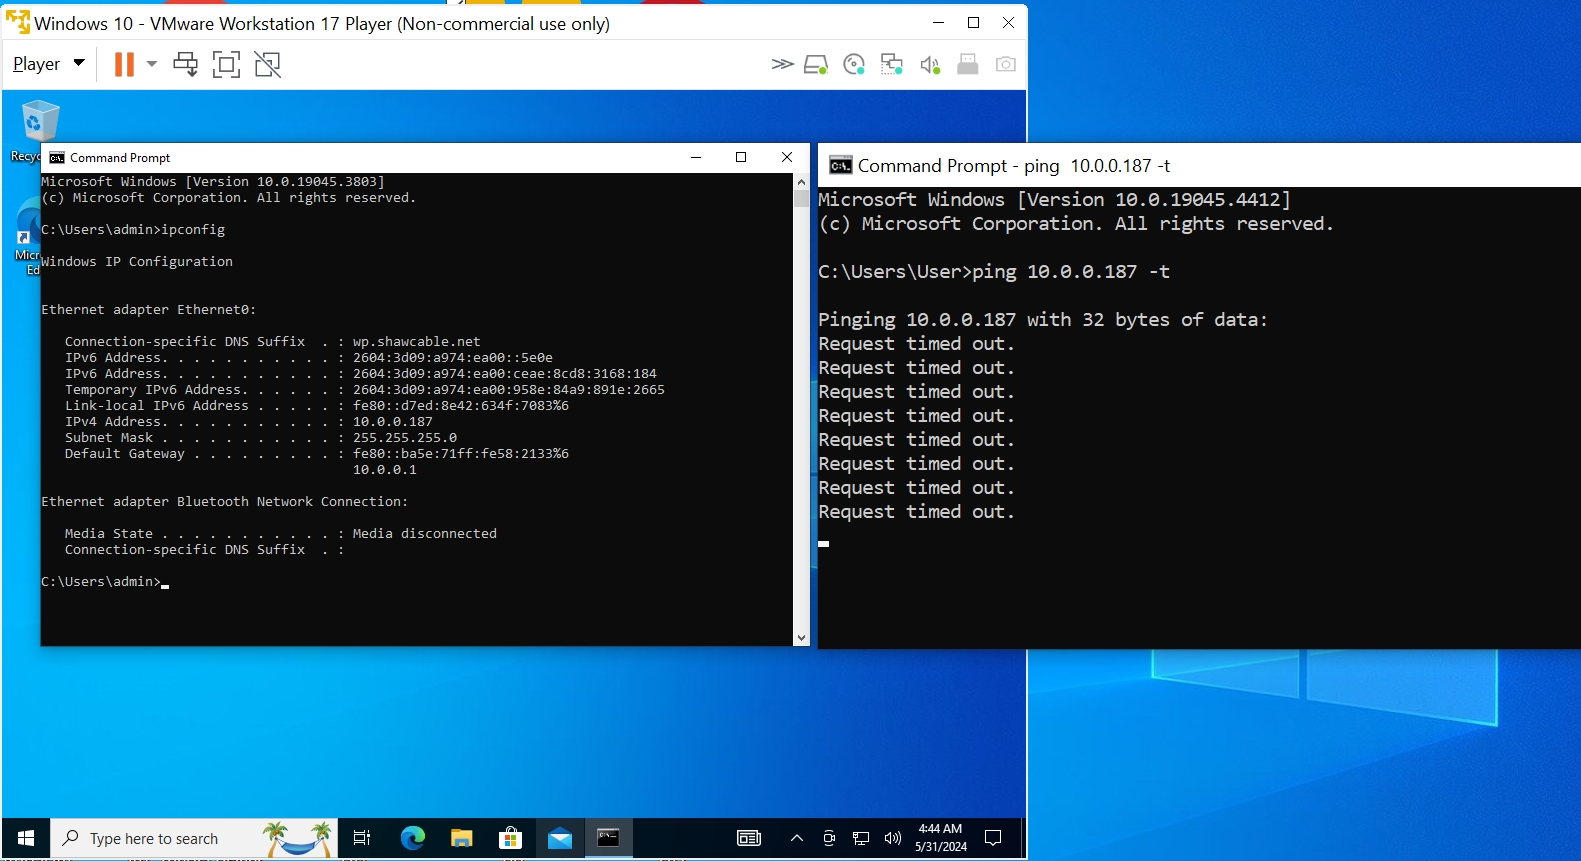 Windows 10 - VMware Workstation 17 Player (Non-commercial use only)
Player
Recyc
Micr
Ed
Command Prompt
Microsoft Windows [Version 10.0.19045.3803]
(c) Microsoft Corporation. All rights reserved.
C:\Users\admin>ipconfig
Windows IP Configuration
Ethernet adapter Ethernet0:
Connection-specific DNS Suffix  . : wp.shawcable.net
IPv6 Address. . . . . . . . . . . : 2604:3d09:a974:ea00::5e0e
IPv6 Address. . . . . . . . . . . : 2604:3d09:a974:ea00:ceae:8cd8:3168:184
Temporary IPv6 Address. . . . . . : 2604:3d09:a974:ea00:958e:84a9:891e:2665
Link-local IPv6 Address . . . . . : fe80::d7ed:8e42:634f:7083%6
IPv4 Address. . . . . . . . . . . : 10.0.0.187
Subnet Mask . . . . . . . . . . . : 255.255.255.0
Default Gateway . . . . . . . . . : fe80::ba5e:71ff:fe58:2133%6
10.0.0.1
Ethernet adapter Bluetooth Network Connection:
Media State . . . . . . . . . . . : Media disconnected
Connection-specific DNS Suffix  . :
C:\Users\admin>
Command Prompt - ping  10.0.0.187 -t
Microsoft Windows [Version 10.0.19045.4412]
(c) Microsoft Corporation. All rights reserved.
C:\Users\User>ping 10.0.0.187 -t
Pinging 10.0.0.187 with 32 bytes of data:
Request timed out.
Request timed out.
Request timed out.
Request timed out.
Request timed out.
Request timed out.
Request timed out.
Request timed out.
Type here to search
4:44 AM
5/31/2024